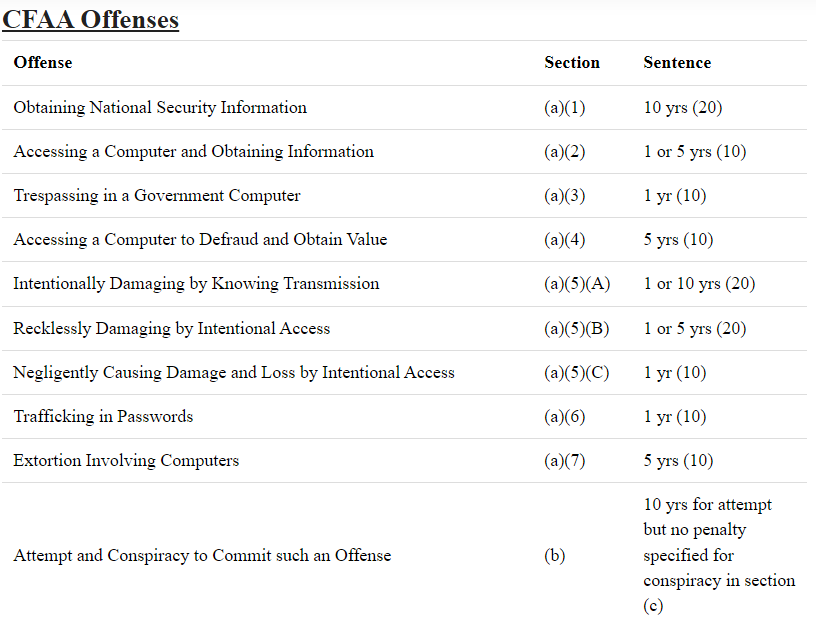 CFAA Offenses
Offense Section Sentence
Obtaining National Security Information (a)(1) 10 yrs (20)
Accessing a Computer and Obtaining Information (a)(2) 1 or 5 yrs (10)
Trespassing in a Government Computer (a)(3) 1 yr (10)
Accessing a Computer to Defraud and Obtain Value (a)(4) 5 yrs (10)
Intentionally Damaging by Knowing Transmission (a)(5)(A) 1 or 10 yrs (20)
Recklessly Damaging by Intentional Access (a)(5)(B) 1 or 5 yrs (20)
Negligently Causing Damage and Loss by Intentional Access (a)(5)(C) 1 yr (10)
Trafficking in Passwords (a)(6) 1 yr (10)
Extortion Involving Computers (a)(7) 5 yrs (10)
Attempt and Conspiracy to Commit such an Offense (b) 10 yrs for attempt
but no penalty
specified for
conspiracy in section
(c)